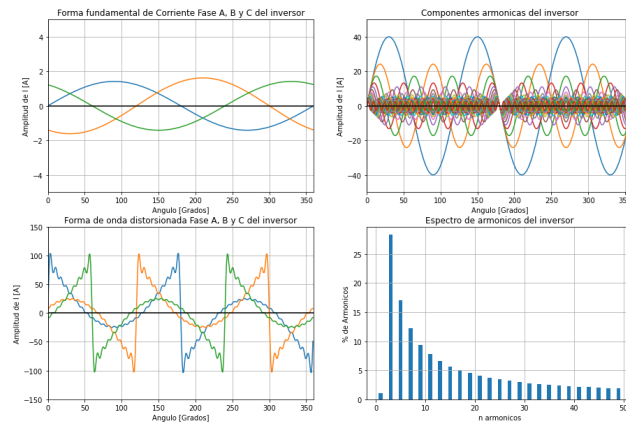 Forma fundamental de Corriente Fase A, B y C del inversor
Amplitud de i [A]
4
2
0
−2
−4
0 50 100 150 200 250 300 350
Angulo [Grados]
Componentes armonicas del inversor
Amplitud de i [A]
40
20
0
−20
−40
0 50 100 150 200 250 300 350
Angulo [Grados]
Forma de onda distorsionada Fase A, B y C del inversor
Amplitud de i [A]
150
100
50
0
−50
−100
−150
0 50 100 150 200 250 300 350
Angulo [Grados]
Espectro de armonicos del inversor
% de Armonicos
25
20
15
10
5
0
0 10 20 30 40 50
n armonicos